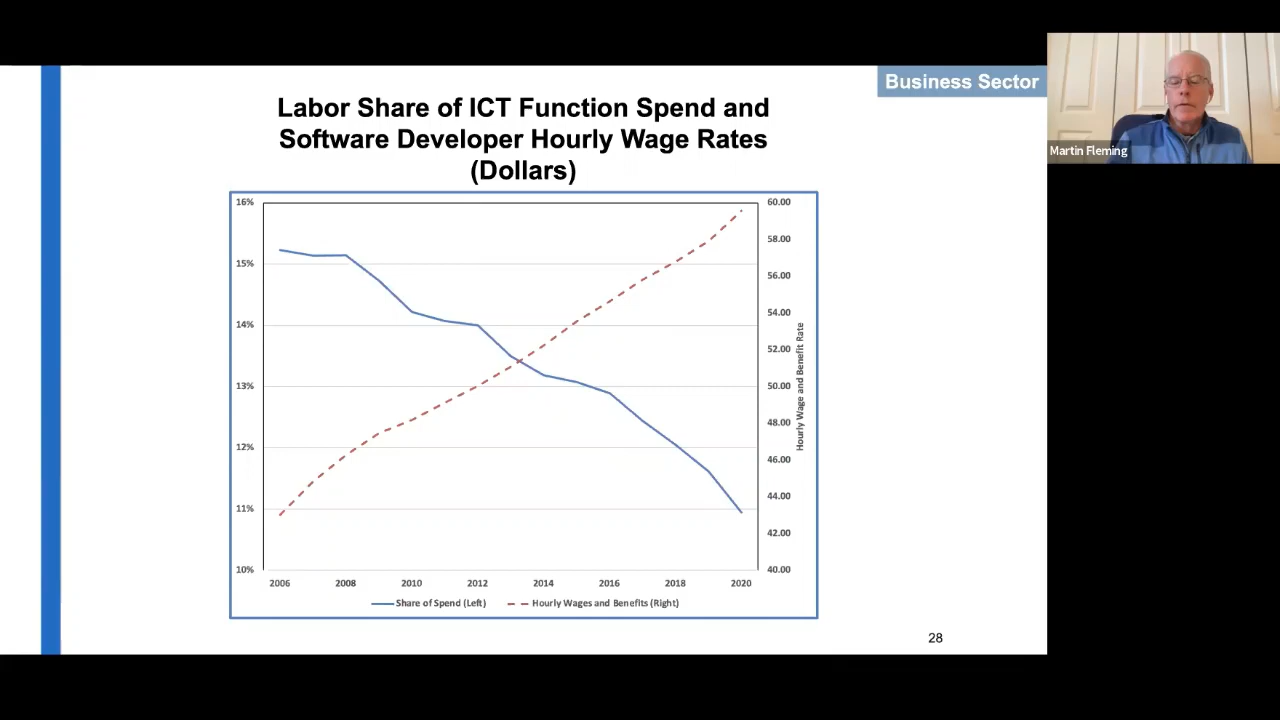 Business Sector
Labor Share of ICT Function Spend and
Software Developer Hourly Wage Rates
(Dollars)
Martin Fleming
16%
15%
14%
13%
12%
11%
10%
60.00
58.00
56.00
54.00
52.00
50.00
48.00
46.00
44.00
42.00
40.00
Hourly Wage and Benefit Rate
2006 2008 2010 2012 2014 2016 2018 2020
Share of Spend (Left) Hourly Wages and Benefits (Right)
28